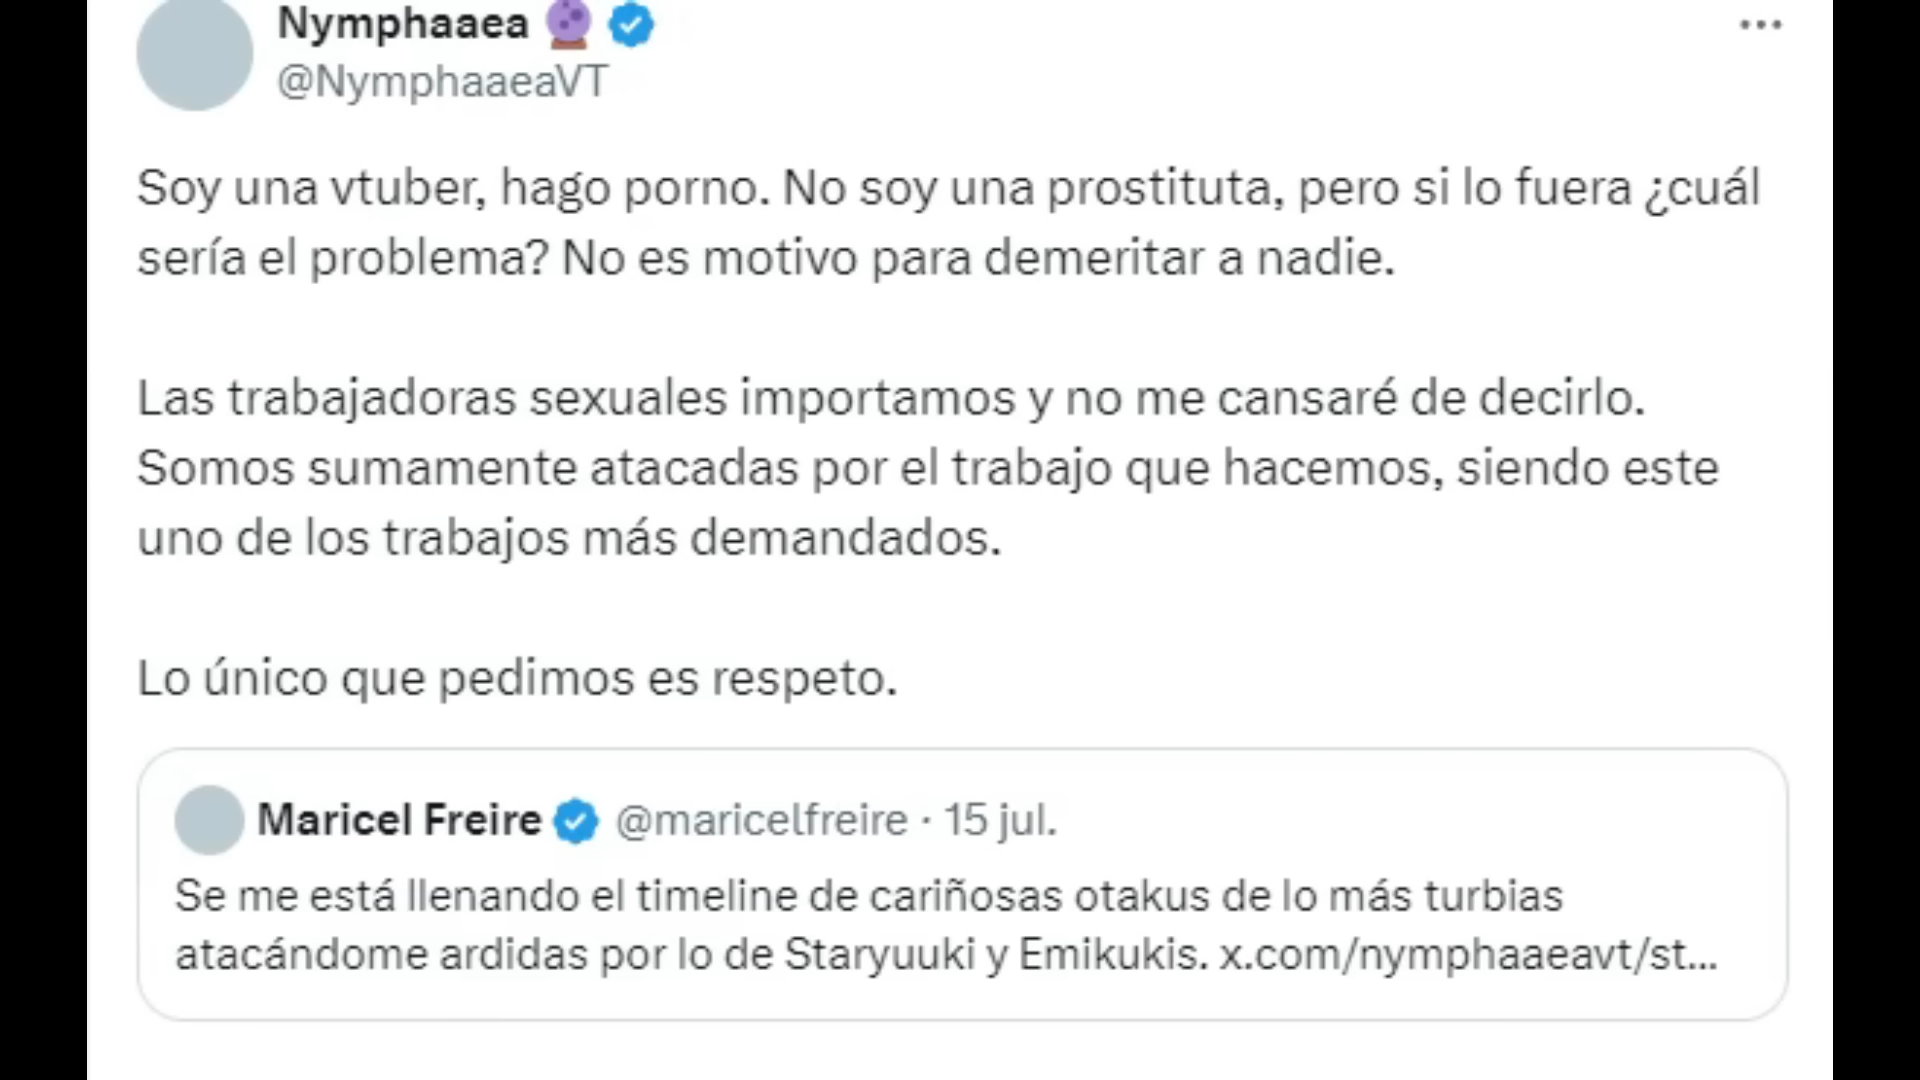 Nymphaaea 🔮
@NymphaaeaVT
Soy una vtuber, hago porno. No soy una prostituta, pero si lo fuera ¿cuál
sería el problema? No es motivo para demeritar a nadie.
Las trabajadoras sexuales importamos y no me cansaré de decirlo.
Somos sumamente atacadas por el trabajo que hacemos, siendo este
uno de los trabajos más demandados.
Lo único que pedimos es respeto.
Maricel Freire @maricelfreire · 15 jul.
Se me está llenando el timeline de cariñosas otakus de lo más turbias
atacándome ardidas por lo de Staryuuki y Emikukis. x.com/nymphaaeavt/st...